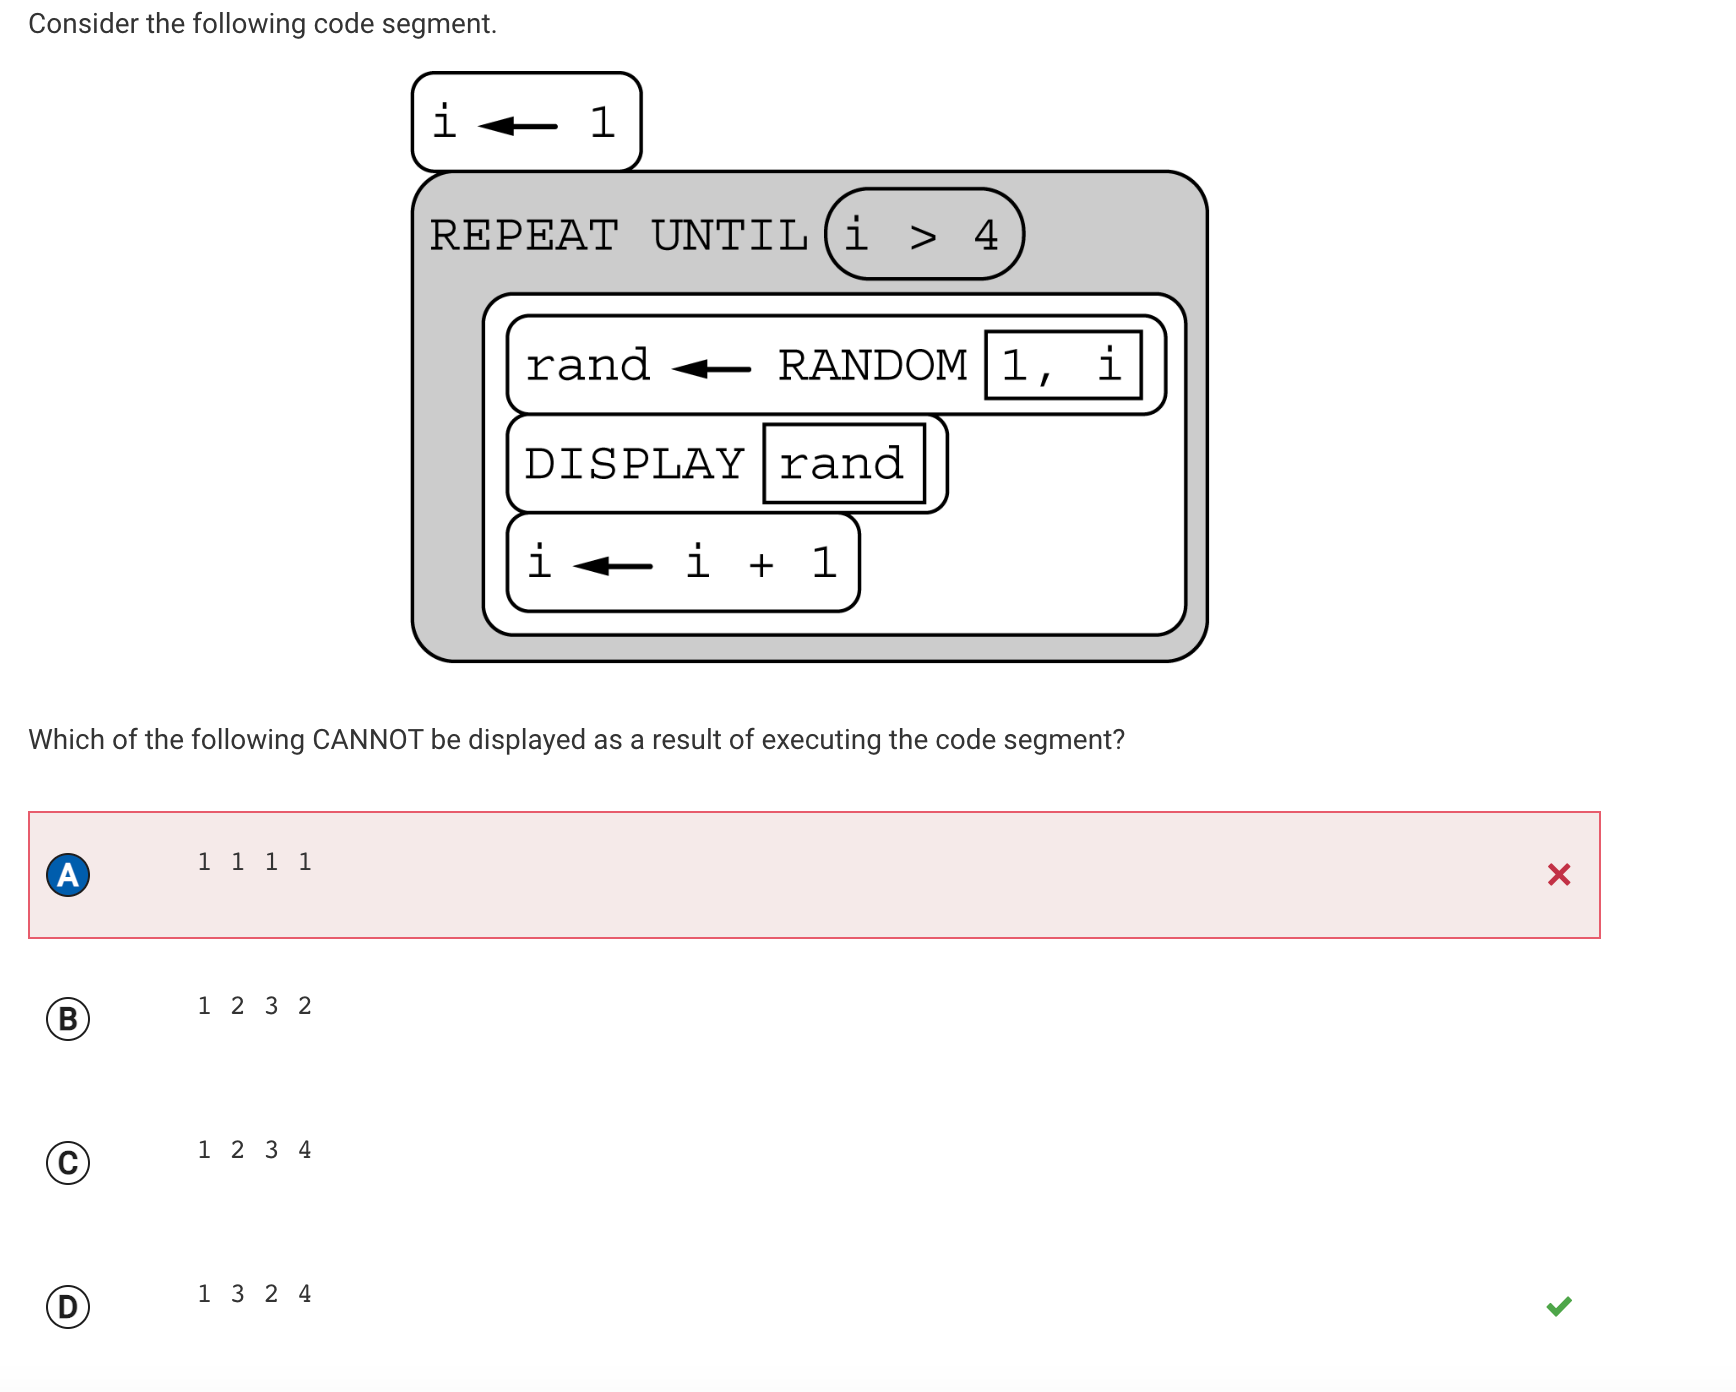 Consider the following code segment.
i ← 1
REPEAT UNTIL i > 4
rand ← RANDOM 1, i
DISPLAY rand
i ← i + 1
Which of the following CANNOT be displayed as a result of executing the code segment?
A 1 1 1 1
B 1 2 3 2
C 1 2 3 4
D 1 3 2 4